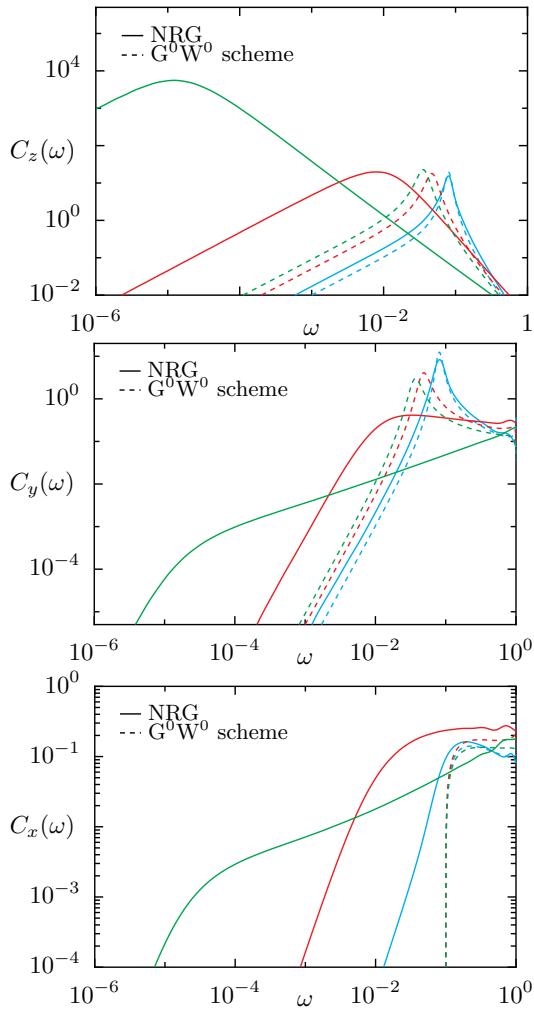 NRG
G⁰W⁰ scheme
C_z(ω)
10⁴
10⁰
10⁻²
10⁻⁶
ω
10⁻²
1
NRG
G⁰W⁰ scheme
C_y(ω)
10⁰
10⁻⁴
10⁻⁶
10⁻⁴
ω
10⁻²
10⁰
NRG
G⁰W⁰ scheme
C_x(ω)
10⁰
10⁻¹
10⁻²
10⁻³
10⁻⁴
10⁻⁶
10⁻⁴
ω
10⁻²
10⁰